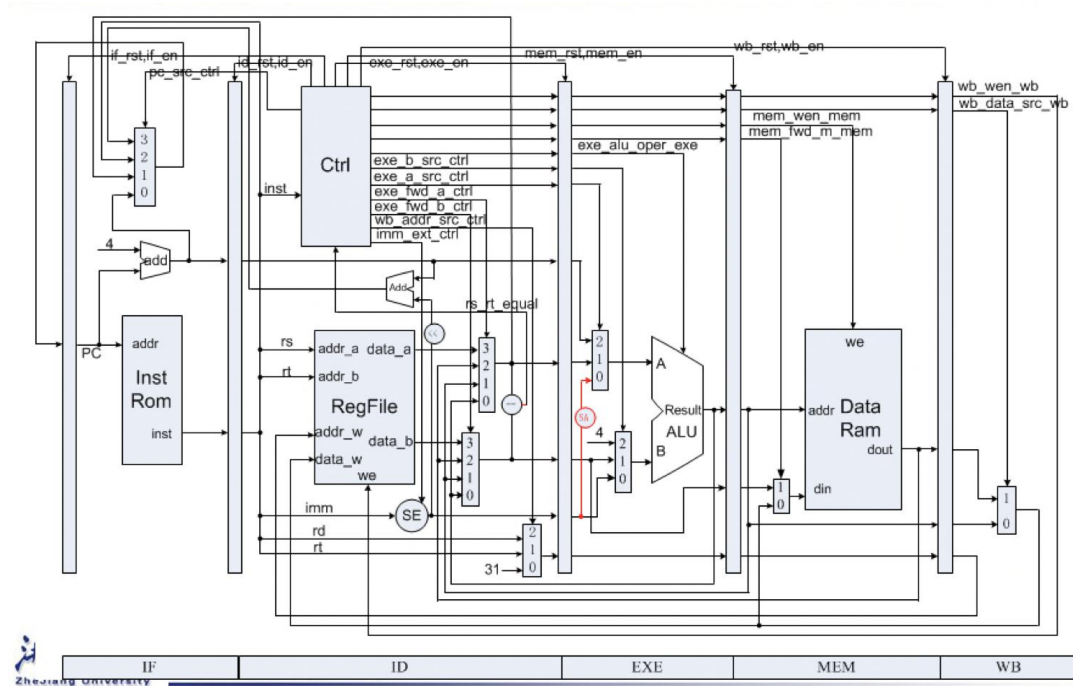 if_rst,if_en
id_rst,id_en
exe_rst,exe_en
mem_rst,mem_en
wb_rst,wb_en
pc_src_ctrl
wb_wen_wb
wb_data_src_wb
mem_wen_mem
mem_fwd_m_mem
exe_alu_oper_exe
3
2
1
0
Ctrl
inst
exe_b_src_ctrl
exe_a_src_ctrl
exe_fwd_a_ctrl
exe_fwd_b_ctrl
wb_addr_src_ctrl
imm_ext_ctrl
4
add
Add
rs_rt_equal
<<
PC
addr
Inst
Rom
inst
rs
rt
addr_a
data_a
addr_b
RegFile
addr_w
data_b
data_w
we
3
2
1
0
==
3
2
1
0
imm
SE
rd
rt
31
2
1
0
2
1
0
SA
4
2
1
0
A
Result
ALU
B
we
addr
Data
Ram
dout
din
1
0
1
0
IF
ID
EXE
MEM
WB
ZheJiang University